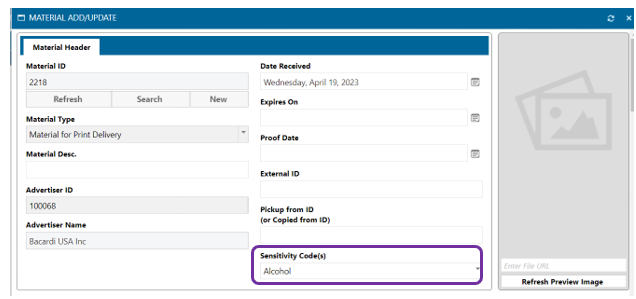 MATERIAL ADD/UPDATE
Material Header
Material ID
2218
Refresh Search New
Material Type
Material for Print Delivery
Material Desc.
Advertiser ID
100068
Advertiser Name
Bacardi USA Inc
Date Received
Wednesday, April 19, 2023
Expires On
Proof Date
External ID
Pickup from ID
(or Copied from ID)
Sensitivity Code(s)
Alcohol
Enter File URL
Refresh Preview Image